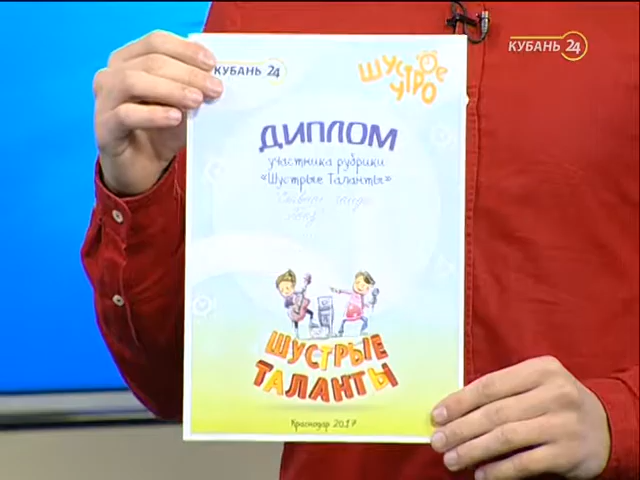 КУБАНЬ 24
КУБАНЬ 24
ШУСТРОЕ
УТРО
ДИПЛОМ
участника рубрики
«Шустрые Таланты»
ШУСТРЫЕ
ТАЛАНТЫ
Краснодар 2017